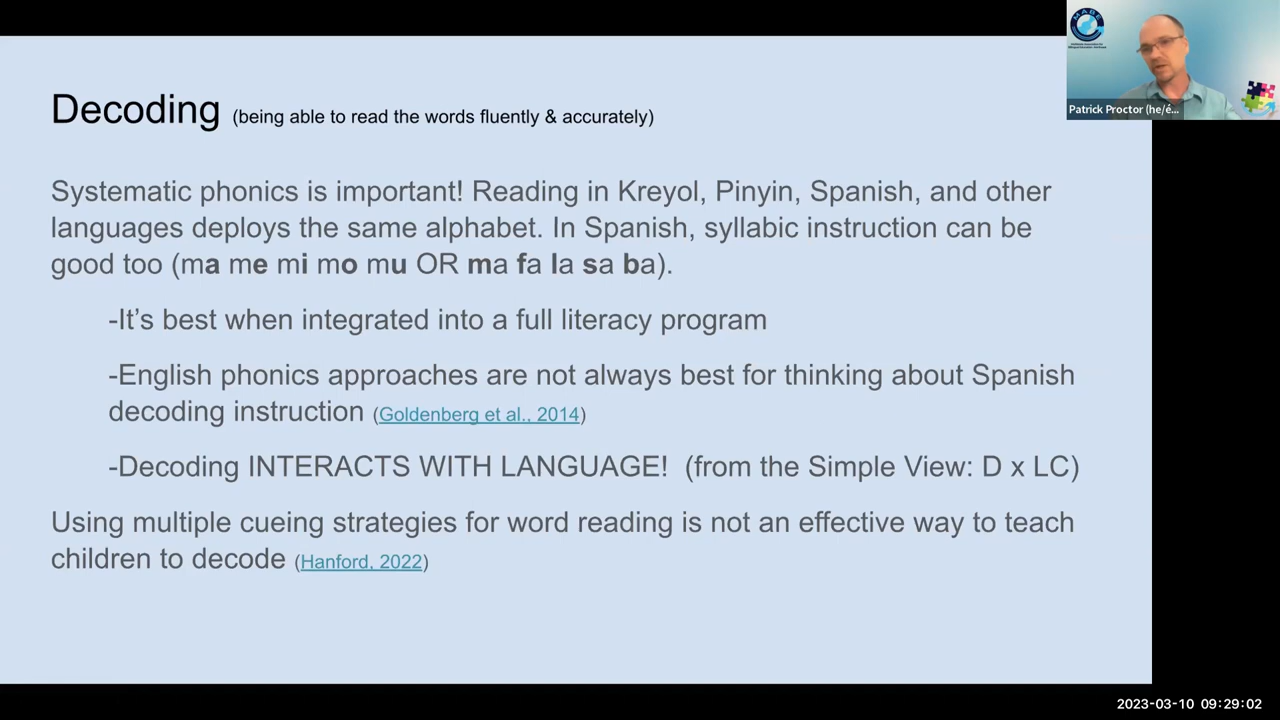 Decoding (being able to read the words fluently & accurately)
Systematic phonics is important! Reading in Kreyol, Pinyin, Spanish, and other
languages deploys the same alphabet. In Spanish, syllabic instruction can be
good too (ma me mi mo mu OR ma fa la sa ba).
-It’s best when integrated into a full literacy program
-English phonics approaches are not always best for thinking about Spanish
decoding instruction (Goldenberg et al., 2014)
-Decoding INTERACTS WITH LANGUAGE!  (from the Simple View: D x LC)
Using multiple cueing strategies for word reading is not an effective way to teach
children to decode (Hanford, 2022)
MABE
Patrick Proctor (he/é...
2023-03-10 09:29:02